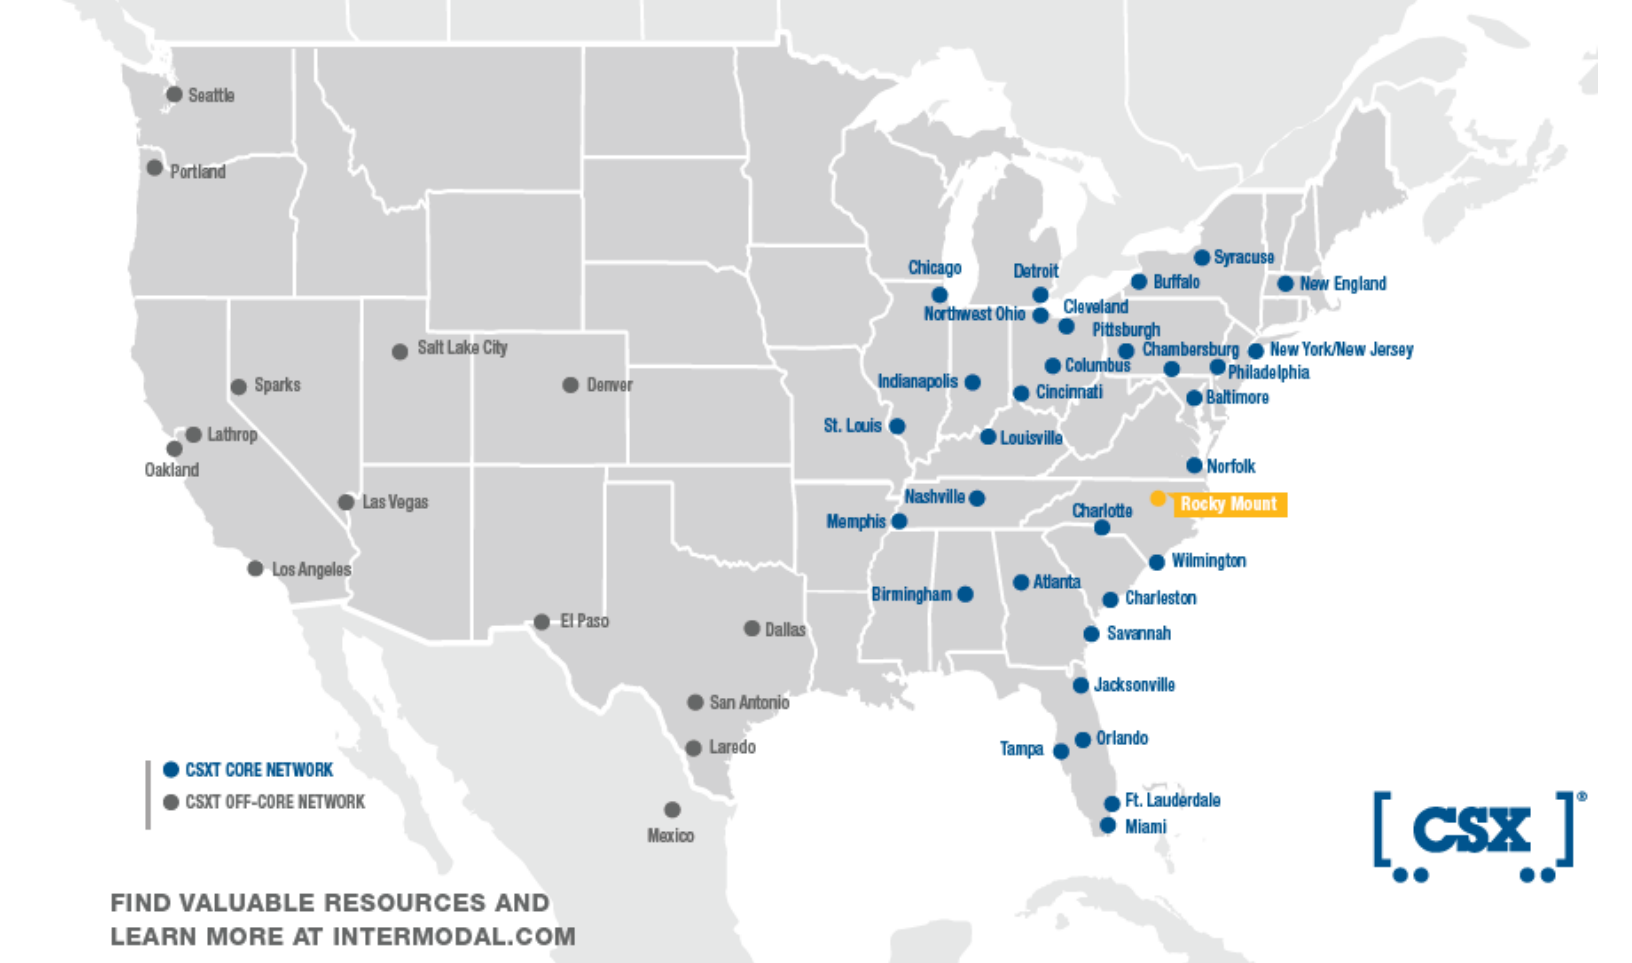 Seattle
Portland
Syracuse
Chicago
Detroit
Buffalo
New England
Northwest Ohio
Cleveland
Pittsburgh
Salt Lake City
Chambersburg
New York/New Jersey
Columbus
Philadelphia
Sparks
Denver
Indianapolis
Cincinnati
Baltimore
St. Louis
Lathrop
Louisville
Oakland
Norfolk
Las Vegas
Nashville
Rocky Mount
Charlotte
Memphis
Wilmington
Los Angeles
Atlanta
Birmingham
Charleston
El Paso
Dallas
Savannah
Jacksonville
San Antonio
Orlando
Laredo
Tampa
CSXT CORE NETWORK
CSXT OFF-CORE NETWORK
Ft. Lauderdale
Miami
Mexico
[CSX]®
FIND VALUABLE RESOURCES AND
LEARN MORE AT INTERMODAL.COM